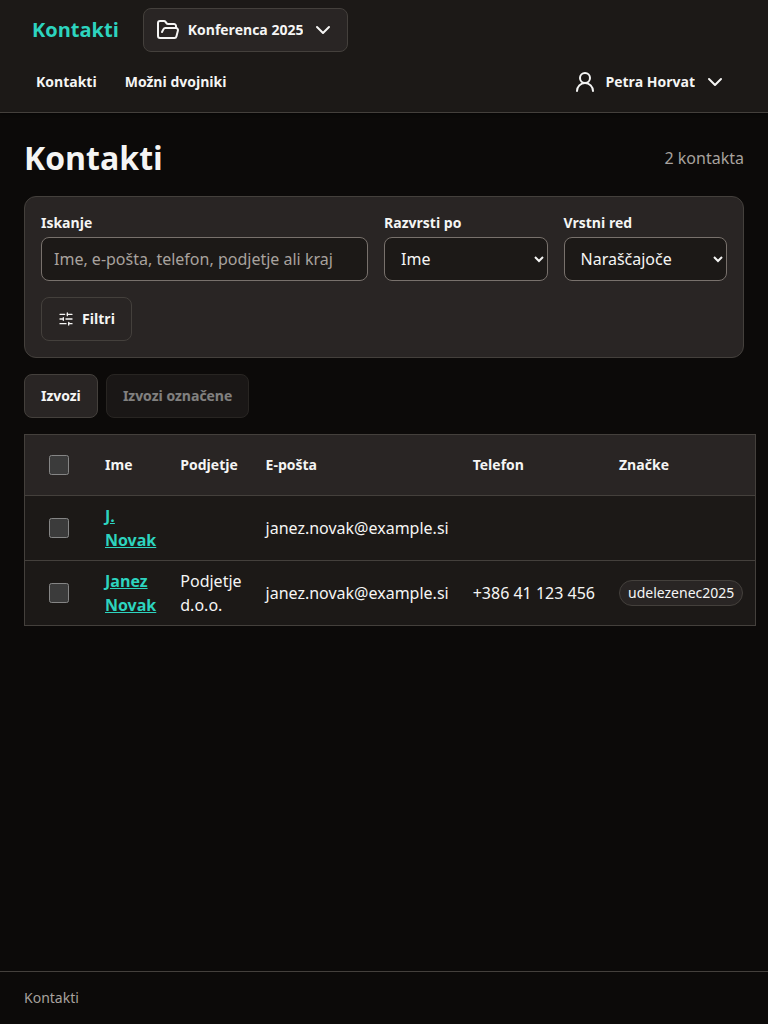 Kontakti
Konferenca 2025
Kontakti
Možni dvojniki
Petra Horvat
Kontakti
2 kontakta
Iskanje
Razvrsti po
Vrstni red
Ime, e-pošta, telefon, podjetje ali kraj
Ime
Naraščajoče
Filtri
Izvozi
Izvozi označene
Ime
Podjetje
E-pošta
Telefon
Značke
J.
Novak
janez.novak@example.si
Janez
Novak
Podjetje
d.o.o.
janez.novak@example.si
+386 41 123 456
udelezenec2025
Kontakti